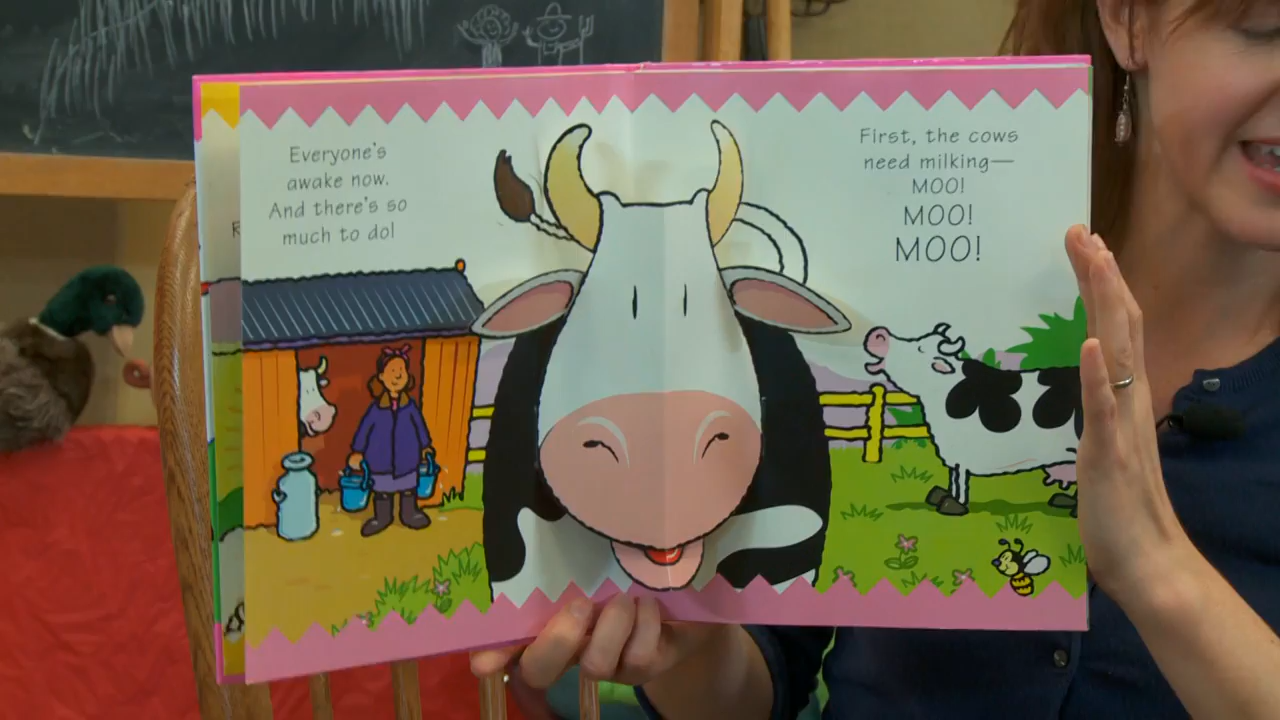 Everyone's
awake now.
And there's so
much to do!
First, the cows
need milking—
MOO!
MOO!
MOO!